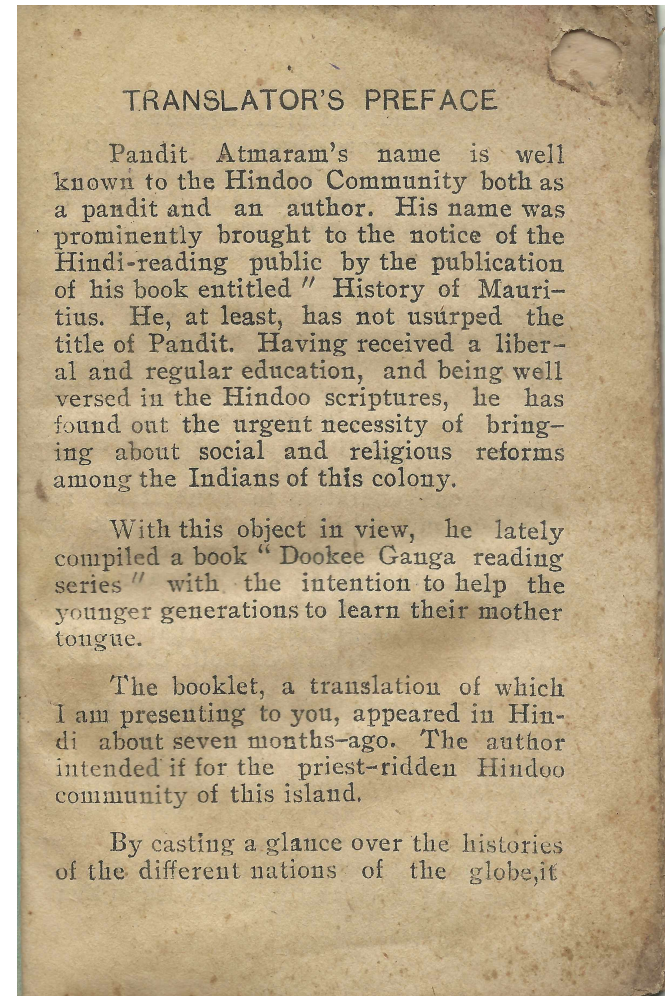 TRANSLATOR'S PREFACE
Pandit Atmaram's name is well
known to the Hindoo Community both as
a pandit and an author. His name was
prominently brought to the notice of the
Hindi-reading public by the publication
of his book entitled " History of Mauri-
tius. He, at least, has not usurped the
title of Pandit. Having received a liber-
al and regular education, and being well
versed in the Hindoo scriptures, he has
found out the urgent necessity of bring-
ing about social and religious reforms
among the Indians of this colony.
With this object in view, he lately
compiled a book “ Dookee Ganga reading
series " with the intention to help the
younger generations to learn their mother
tongue.
The booklet, a translation of which
I am presenting to you, appeared in Hin-
di about seven months-ago. The author
intended if for the priest-ridden Hindoo
community of this island.
By casting a glance over the histories
of the different nations of the globe,it